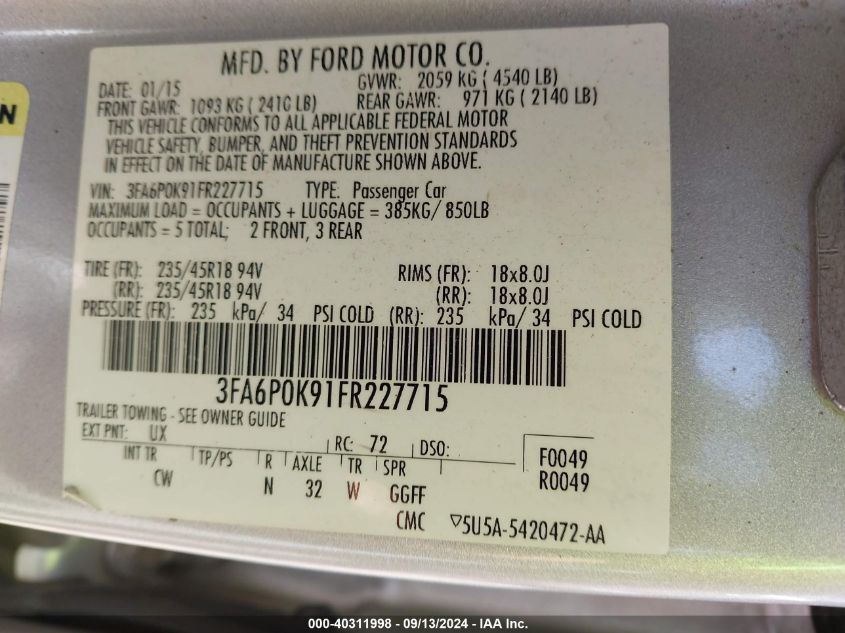 MFD. BY FORD MOTOR CO.
DATE: 01/15 GVWR: 2059 KG ( 4540 LB)
FRONT GAWR: 1093 KG ( 2410 LB) REAR GAWR: 971 KG ( 2140 LB)
THIS VEHICLE CONFORMS TO ALL APPLICABLE FEDERAL MOTOR
VEHICLE SAFETY, BUMPER, AND THEFT PREVENTION STANDARDS
IN EFFECT ON THE DATE OF MANUFACTURE SHOWN ABOVE.
VIN: 3FA6P0K91FR227715 TYPE: Passenger Car
MAXIMUM LOAD = OCCUPANTS + LUGGAGE = 385KG/ 850LB
OCCUPANTS = 5 TOTAL; 2 FRONT, 3 REAR
TIRE (FR): 235/45R18 94V RIMS (FR): 18x8.0J
(RR): 235/45R18 94V (RR): 18x8.0J
PRESSURE (FR): 235 kPa/ 34 PSI COLD (RR): 235 kPa/ 34 PSI COLD
3FA6P0K91FR227715
TRAILER TOWING - SEE OWNER GUIDE
EXT PNT: UX RC: 72 DSO:
INT TR TP/PS R AXLE TR SPR F0049
CW N 32 W GGFF R0049
CMC ▽5U5A-5420472-AA
N
000-40311998 - 09/13/2024 - IAA Inc.